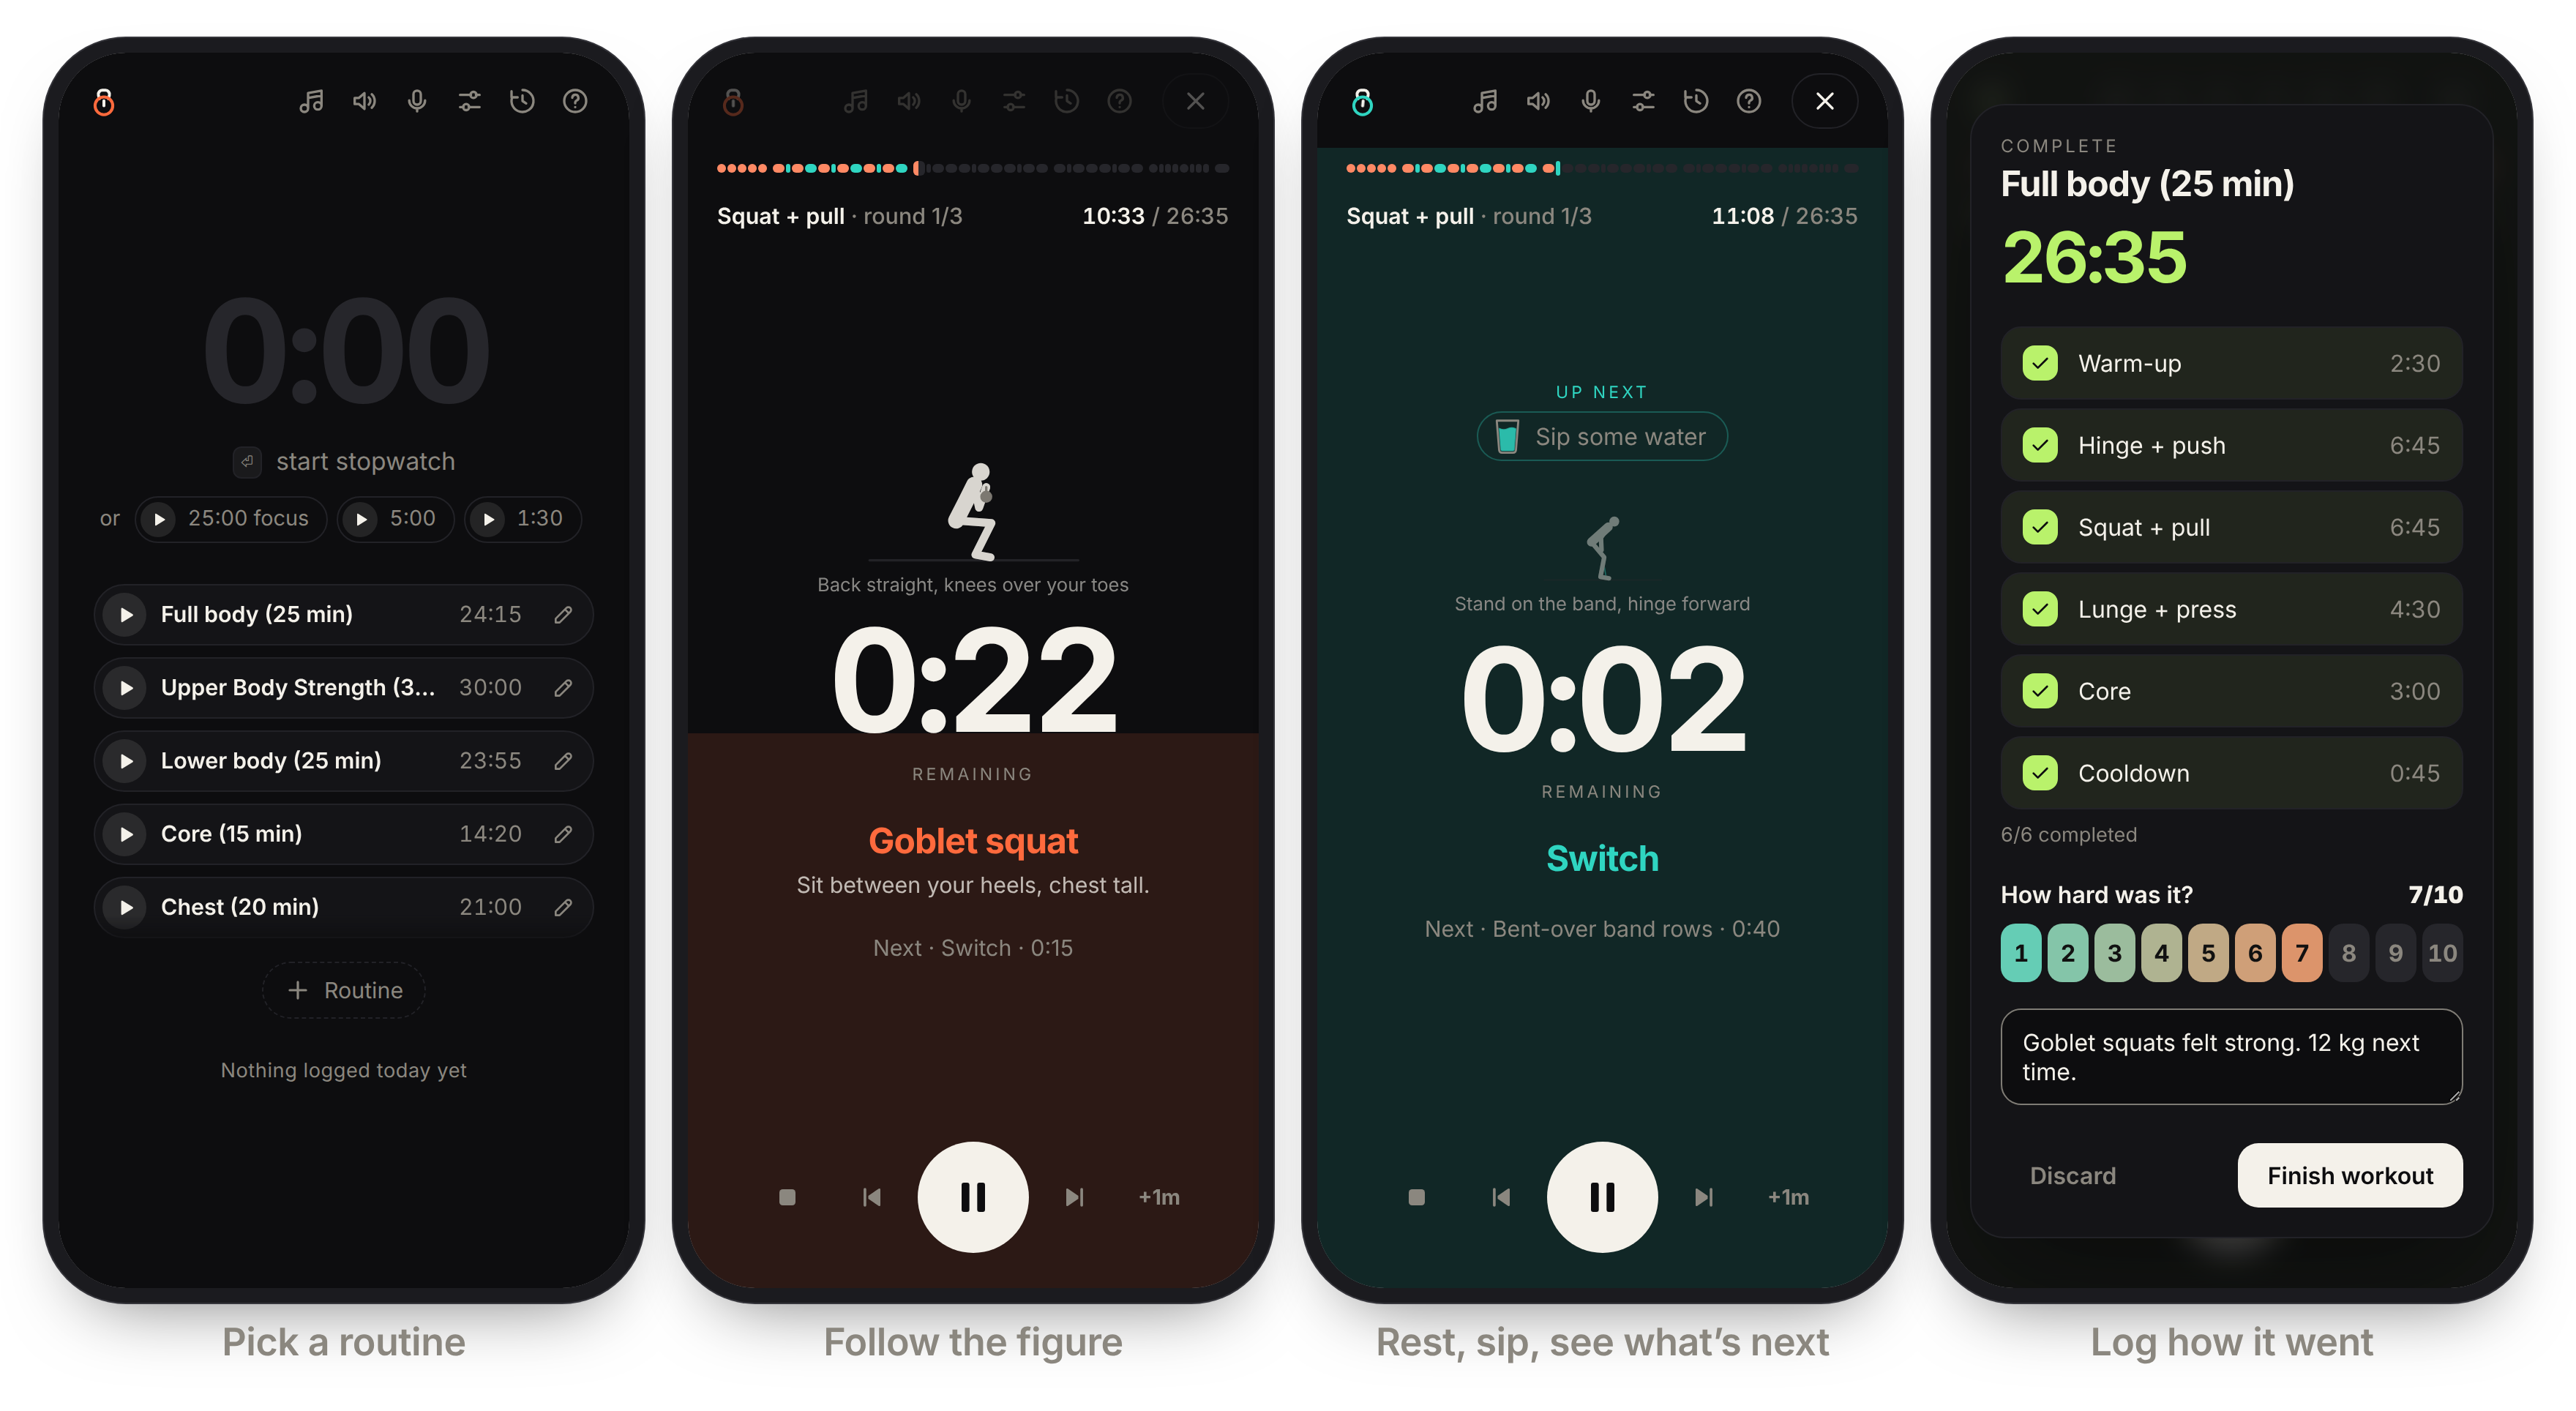 0:00
start stopwatch
or 25:00 focus 5:00 1:30
Full body (25 min) 24:15
Upper Body Strength (3... 30:00
Lower body (25 min) 23:55
Core (15 min) 14:20
Chest (20 min) 21:00
+ Routine
Nothing logged today yet
Pick a routine
Squat + pull · round 1/3 10:33 / 26:35
Back straight, knees over your toes
0:22
REMAINING
Goblet squat
Sit between your heels, chest tall.
Next · Switch · 0:15
+1m
Follow the figure
Squat + pull · round 1/3 11:08 / 26:35
UP NEXT
Sip some water
Stand on the band, hinge forward
0:02
REMAINING
Switch
Next · Bent-over band rows · 0:40
+1m
Rest, sip, see what's next
COMPLETE
Full body (25 min)
26:35
Warm-up 2:30
Hinge + push 6:45
Squat + pull 6:45
Lunge + press 4:30
Core 3:00
Cooldown 0:45
6/6 completed
How hard was it? 7/10
1 2 3 4 5 6 7 8 9 10
Goblet squats felt strong. 12 kg next
time.
Discard Finish workout
Log how it went